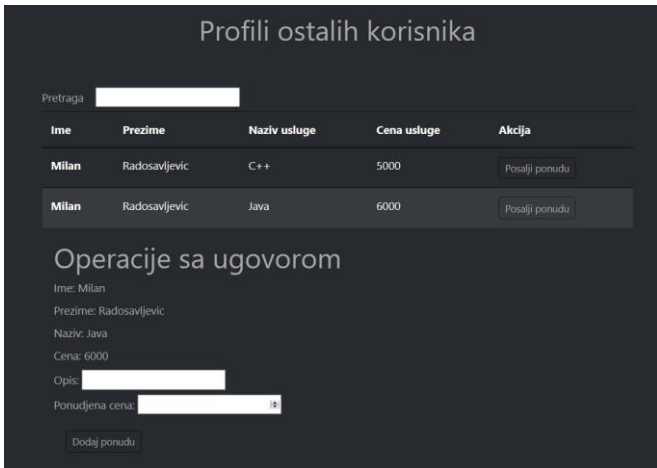 Profili ostalih korisnika
Pretraga
Ime Prezime Naziv usluge Cena usluge Akcija
Milan Radosavljevic C++ 5000 Posalji ponudu
Milan Radosavljevic Java 6000 Posalji ponudu
Operacije sa ugovorom
Ime: Milan
Prezime: Radosavljevic
Naziv: Java
Cena: 6000
Opis:
Ponudjena cena:
Dodaj ponudu